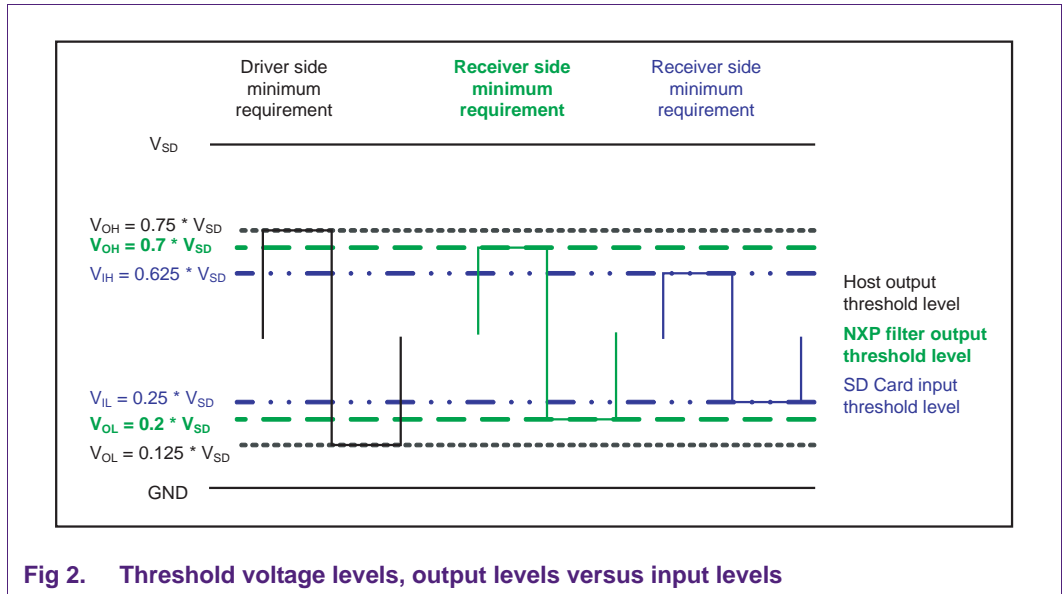 Driver side
minimum
requirement
Receiver side
minimum
requirement
Receiver side
minimum
requirement
VSD
VOH = 0.75 * VSD
VOH = 0.7 * VSD
VIH = 0.625 * VSD
Host output
threshold level
NXP filter output
threshold level
SD Card input
threshold level
VIL = 0.25 * VSD
VOL = 0.2 * VSD
VOL = 0.125 * VSD
GND
Fig 2. Threshold voltage levels, output levels versus input levels